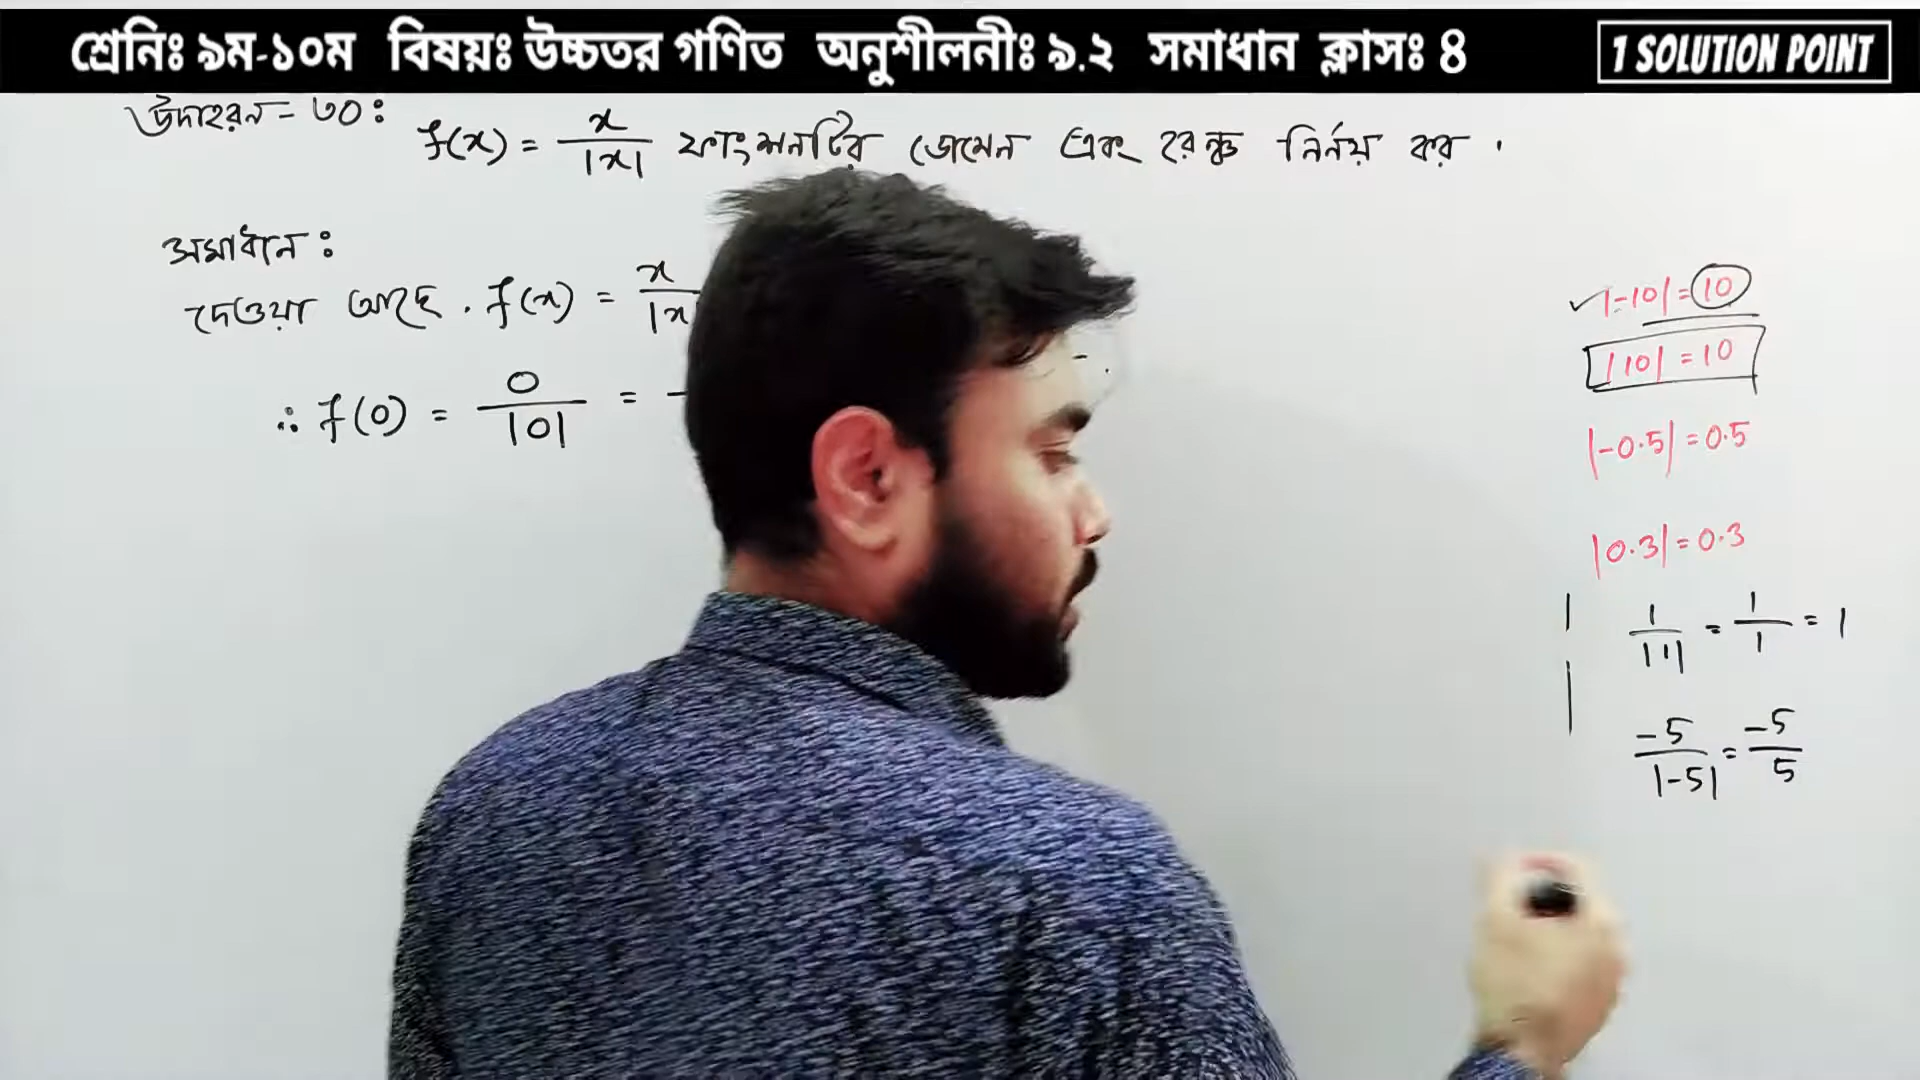 শ্রেনিঃ ৯ম-১০ম বিষয়ঃ উচ্চতর গণিত অনুশীলনীঃ ৯.২ সমাধান ক্লাসঃ 8
1 SOLUTION POINT
উদাহরন - ৩০ :
f(x) = x/|x| ফাংশনটির ডোমেন এবং রেঞ্জ নির্নয় কর .
সমাধান :
দেওয়া আছে . f(x) = x/|x
∴ f(0) = 0/|0| =
✓ |-10| = 10
|10| = 10
|-0.5| = 0.5
|0.3| = 0.3
1/|1| = 1/1 = 1
-5/|-5| = -5/5